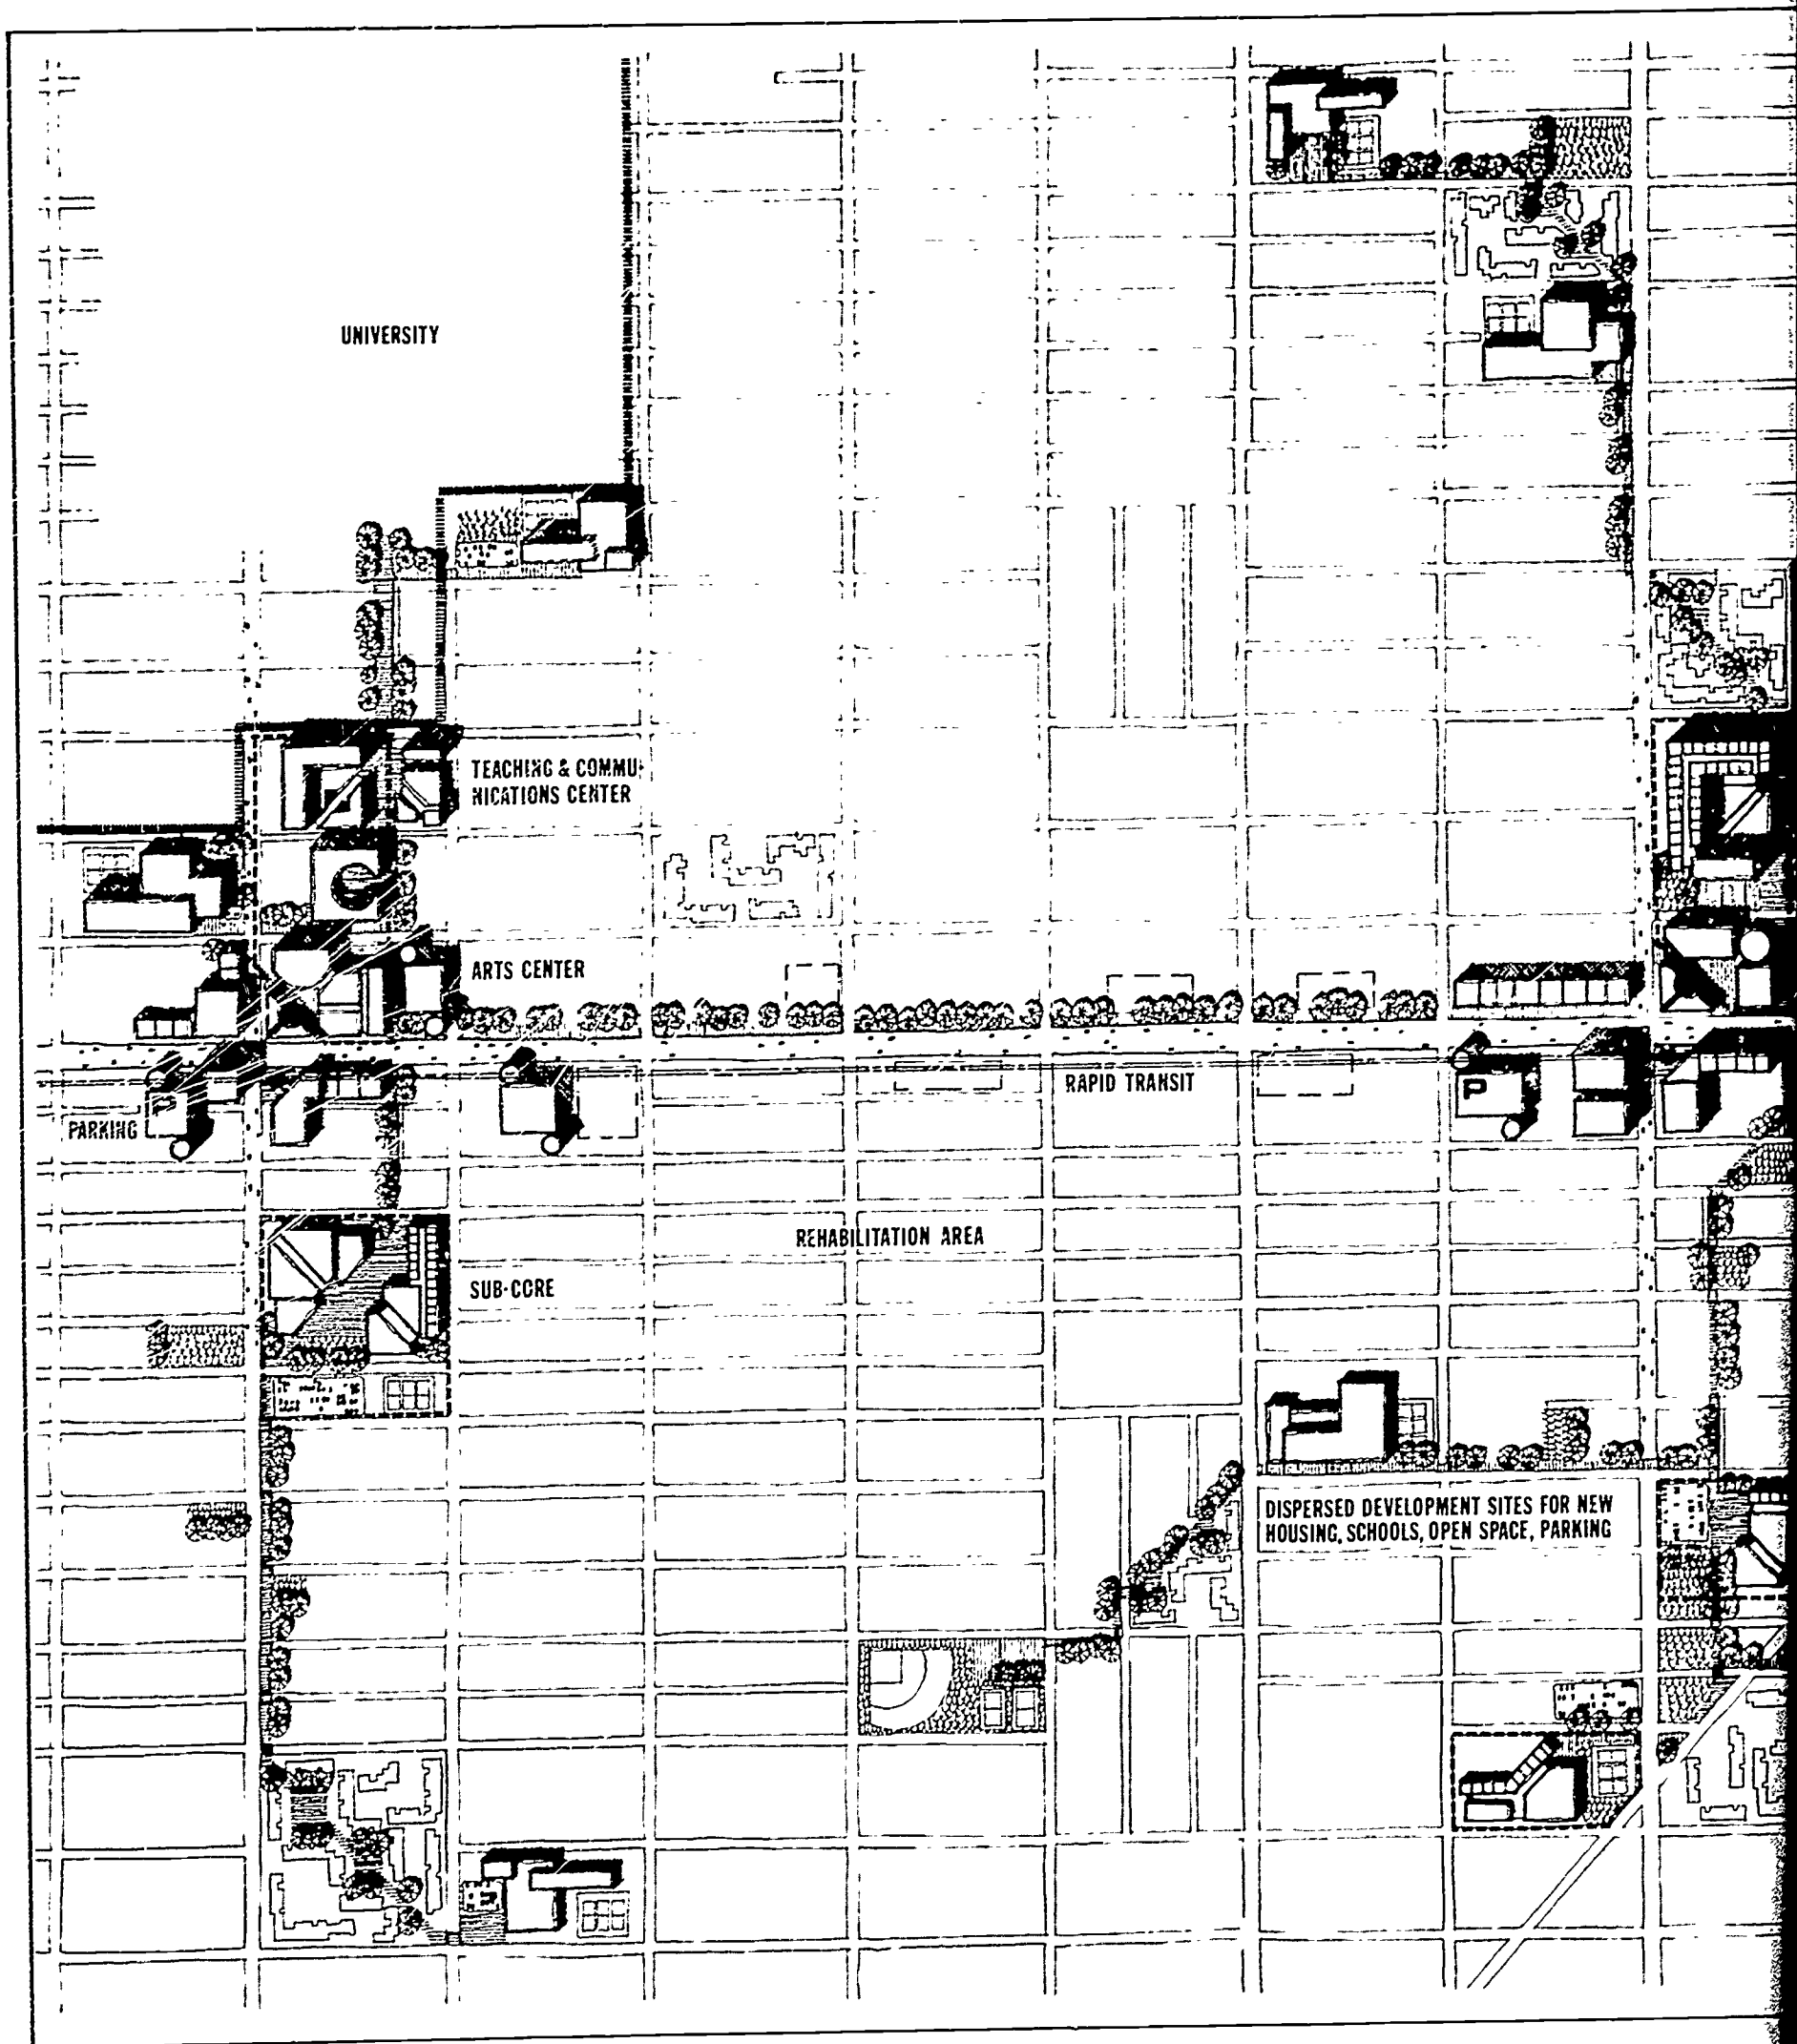 UNIVERSITY
TEACHING & COMMU-
NICATIONS CENTER
ARTS CENTER
RAPID TRANSIT
P
P
PARKING
REHABILITATION AREA
SUB-CORE
DISPERSED DEVELOPMENT SITES FOR NEW
HOUSING, SCHOOLS, OPEN SPACE, PARKING